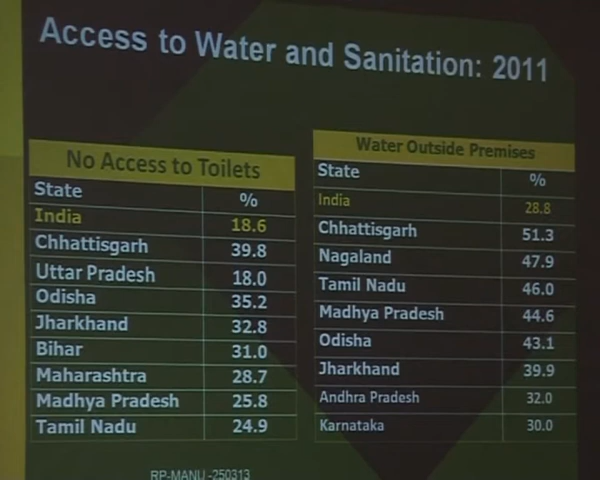 Access to Water and Sanitation: 2011
No Access to Toilets
State %
India 18.6
Chhattisgarh 39.8
Uttar Pradesh 18.0
Odisha 35.2
Jharkhand 32.8
Bihar 31.0
Maharashtra 28.7
Madhya Pradesh 25.8
Tamil Nadu 24.9
Water Outside Premises
State %
India 28.8
Chhattisgarh 51.3
Nagaland 47.9
Tamil Nadu 46.0
Madhya Pradesh 44.6
Odisha 43.1
Jharkhand 39.9
Andhra Pradesh 32.0
Karnataka 30.0
RP-MANU -250313